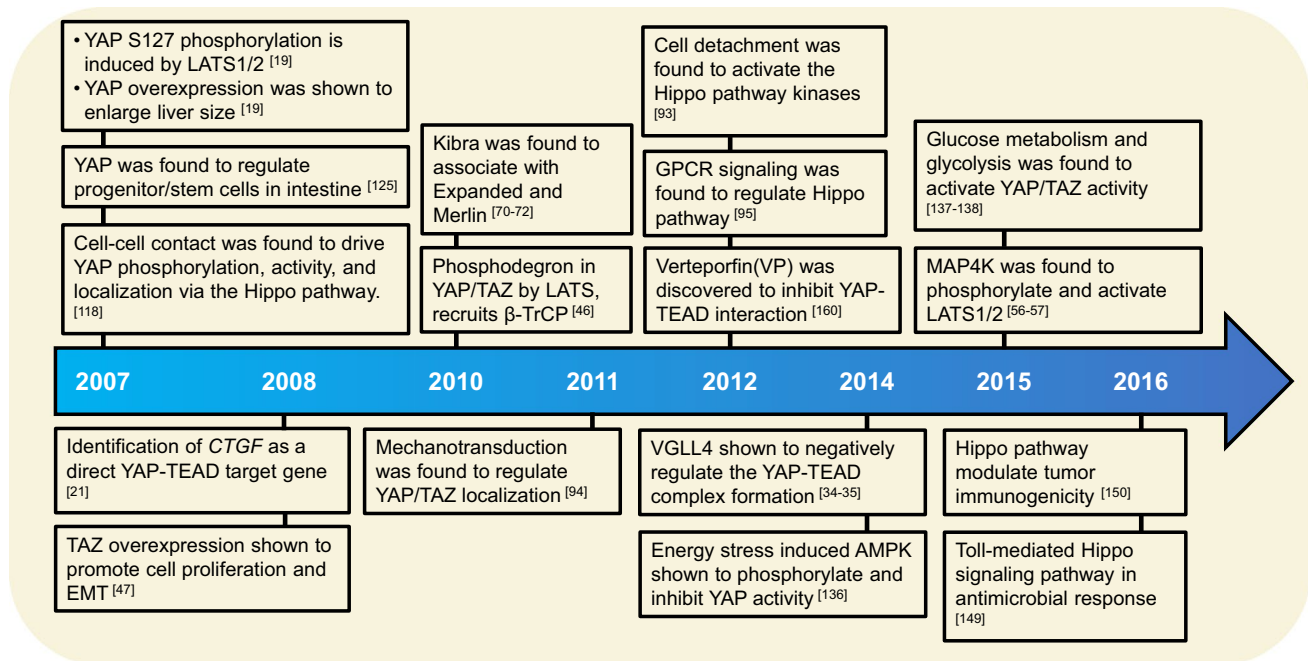 • YAP S127 phosphorylation is
induced by LATS1/2 [19]
• YAP overexpression was shown to
enlarge liver size [19]
YAP was found to regulate
progenitor/stem cells in intestine [125]
Cell-cell contact was found to drive
YAP phosphorylation, activity, and
localization via the Hippo pathway.
[118]
Kibra was found to
associate with
Expanded and
Merlin [70-72]
Phosphodegron in
YAP/TAZ by LATS,
recruits β-TrCP [46]
Cell detachment was
found to activate the
Hippo pathway kinases
[93]
GPCR signaling was
found to regulate Hippo
pathway [95]
Verteporfin(VP) was
discovered to inhibit YAP-
TEAD interaction [160]
Glucose metabolism and
glycolysis was found to
activate YAP/TAZ activity
[137-138]
MAP4K was found to
phosphorylate and activate
LATS1/2 [56-57]
2007 2008 2010 2011 2012 2014 2015 2016
Identification of CTGF as a
direct YAP-TEAD target gene
[21]
TAZ overexpression shown to
promote cell proliferation and
EMT [47]
Mechanotransduction
was found to regulate
YAP/TAZ localization [94]
VGLL4 shown to negatively
regulate the YAP-TEAD
complex formation [34-35]
Energy stress induced AMPK
shown to phosphorylate and
inhibit YAP activity [136]
Hippo pathway
modulate tumor
immunogenicity [150]
Toll-mediated Hippo
signaling pathway in
antimicrobial response
[149]